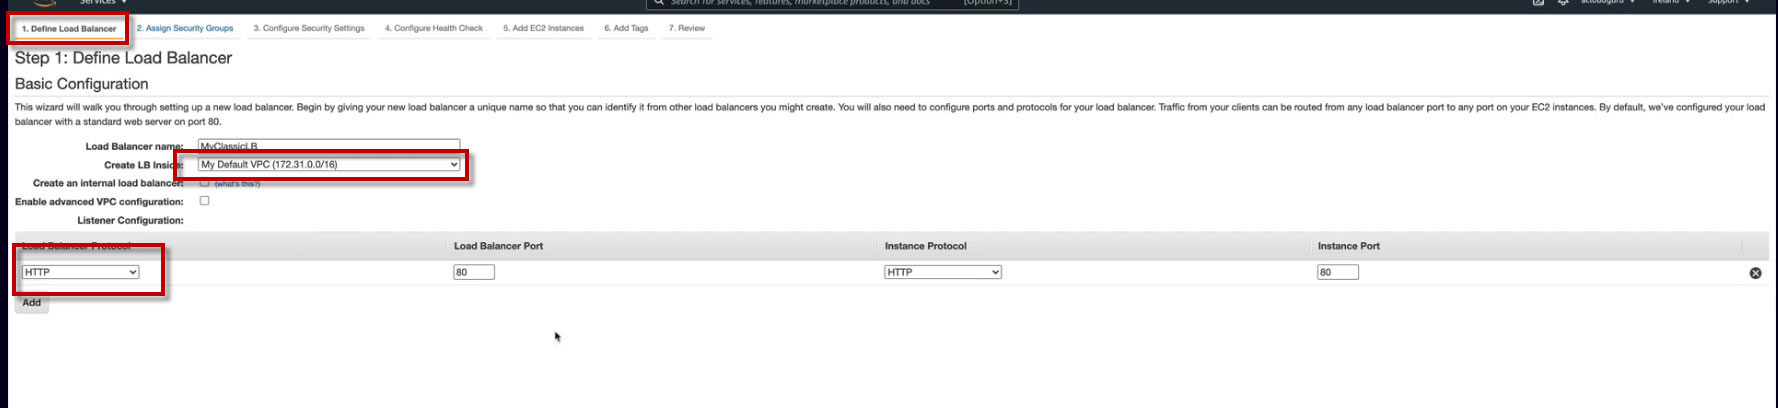 Services
Search for services, features, marketplace products, and docs [Option+S] acloudguru Ireland Support
1. Define Load Balancer 2. Assign Security Groups 3. Configure Security Settings 4. Configure Health Check 5. Add EC2 Instances 6. Add Tags 7. Review
Step 1: Define Load Balancer
Basic Configuration
This wizard will walk you through setting up a new load balancer. Begin by giving your new load balancer a unique name so that you can identify it from other load balancers you might create. You will also need to configure ports and protocols for your load balancer. Traffic from your clients can be routed from any load balancer port to any port on your EC2 instances. By default, we've configured your load
balancer with a standard web server on port 80.
Load Balancer name: MyClassicLB
Create LB Inside: My Default VPC (172.31.0.0/16)
Create an internal load balancer: (what's this?)
Enable advanced VPC configuration:
Listener Configuration:
Load Balancer Protocol Load Balancer Port Instance Protocol Instance Port
HTTP 80 HTTP 80
Add